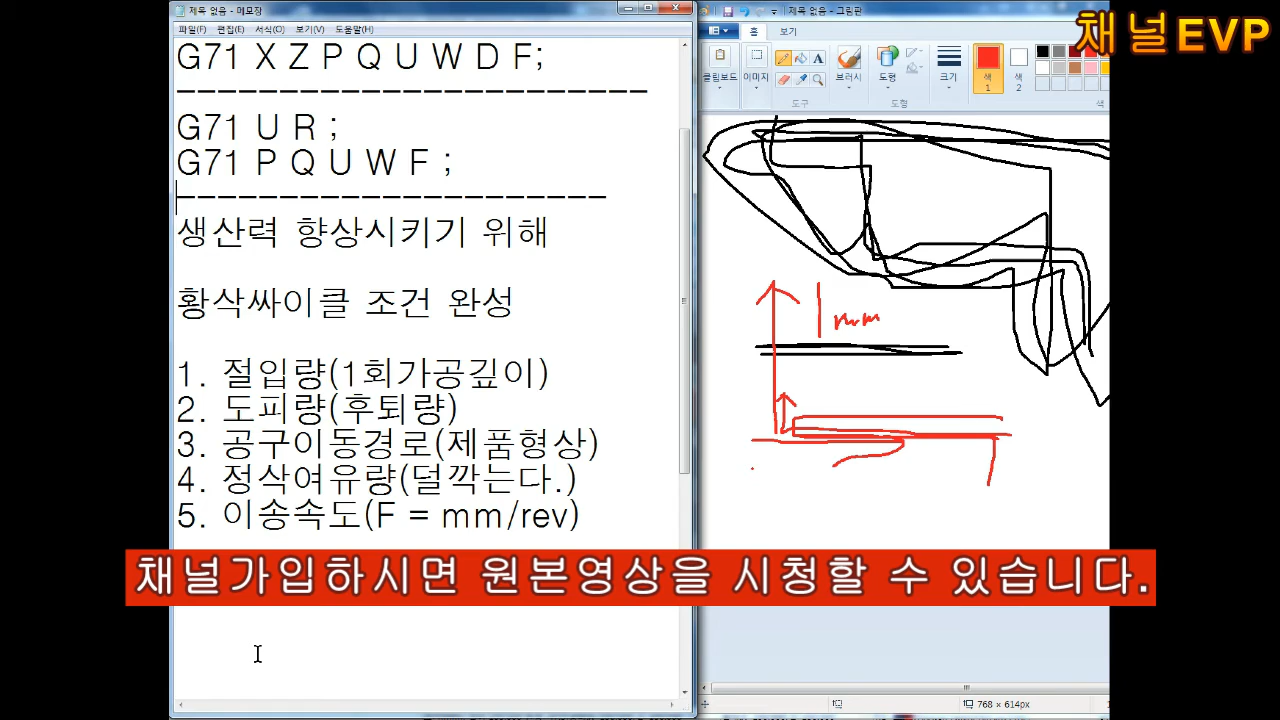 제목 없음 - 메모장
파일(F) 편집(E) 서식(O) 보기(V) 도움말(H)
G71 X Z P Q U W D F;
-----------------------
G71 U R ;
G71 P Q U W F ;
---------------------
생산력 향상시키기 위해
황삭싸이클 조건 완성
1. 절입량(1회가공깊이)
2. 도피량(후퇴량)
3. 공구이동경로(제품형상)
4. 정삭여유량(덜깍는다.)
5. 이송속도(F = mm/rev)
제목 없음 - 그림판
홈 보기
클립보드
이미지
A
도구
브러시
도형
도형
크기
색 1
색 2
색
채널EVP
1mm
채널가입하시면 원본영상을 시청할 수 있습니다.
768 × 614px